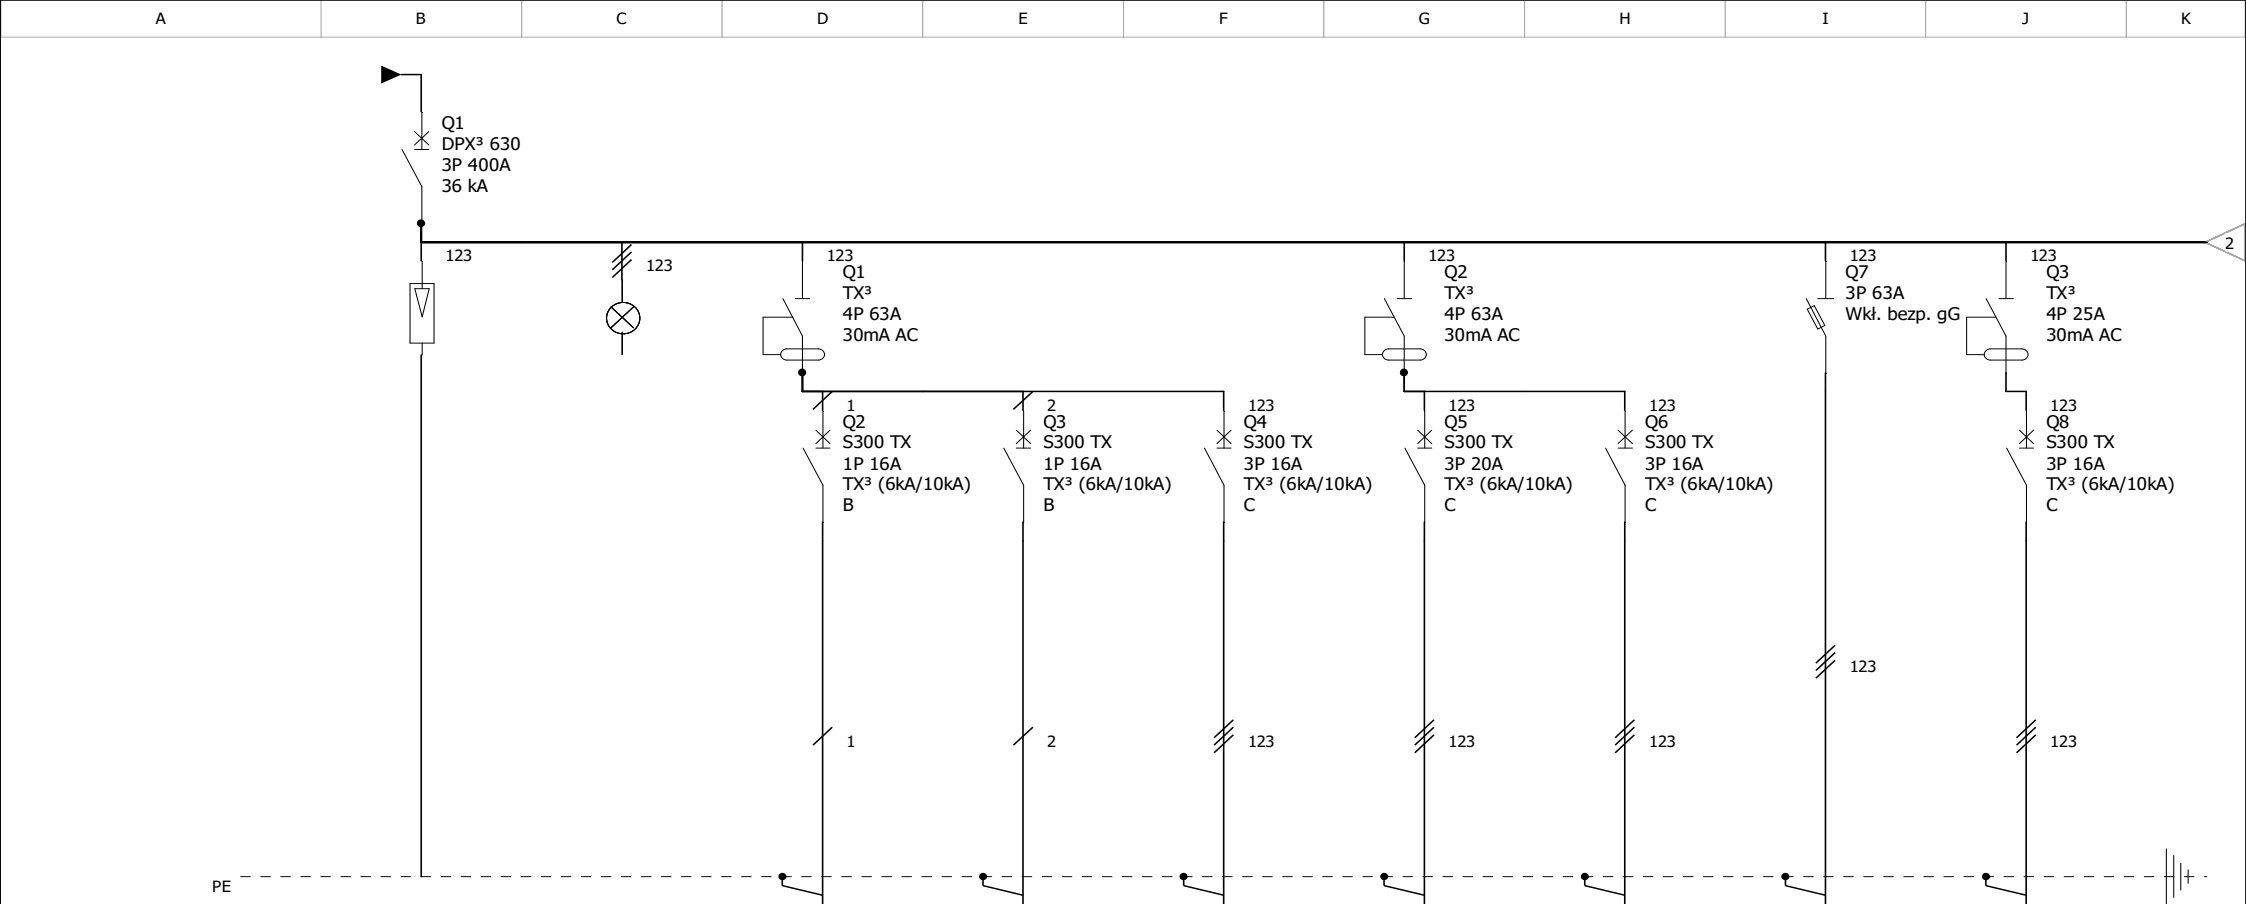 A
B
C
D
E
F
G
H
I
J
K
Q1
DPX³ 630
3P 400A
36 kA
2
123
123
123
Q1
TX³
4P 63A
30mA AC
123
Q2
TX³
4P 63A
30mA AC
123
Q7
3P 63A
Wkł. bezp. gG
123
Q3
TX³
4P 25A
30mA AC
1
Q2
S300 TX
1P 16A
TX³ (6kA/10kA)
B
2
Q3
S300 TX
1P 16A
TX³ (6kA/10kA)
B
123
Q4
S300 TX
3P 16A
TX³ (6kA/10kA)
C
123
Q5
S300 TX
3P 20A
TX³ (6kA/10kA)
C
123
Q6
S300 TX
3P 16A
TX³ (6kA/10kA)
C
123
Q8
S300 TX
3P 16A
TX³ (6kA/10kA)
C
123
1
2
123
123
123
123
PE